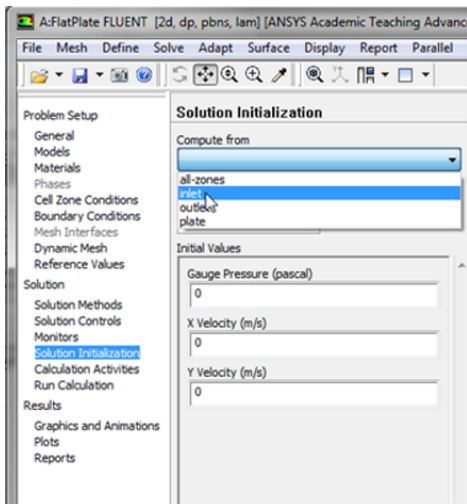 A:FlatPlate FLUENT [2d, dp, pbns, lam] [ANSYS Academic Teaching Advanc
File Mesh Define Solve Adapt Surface Display Report Parallel
Problem Setup
General
Models
Materials
Phases
Cell Zone Conditions
Boundary Conditions
Mesh Interfaces
Dynamic Mesh
Reference Values
Solution
Solution Methods
Solution Controls
Monitors
Solution Initialization
Calculation Activities
Run Calculation
Results
Graphics and Animations
Plots
Reports
Solution Initialization
Compute from
all-zones
inlet
outlets
plate
Initial Values
Gauge Pressure (pascal)
0
X Velocity (m/s)
0
Y Velocity (m/s)
0